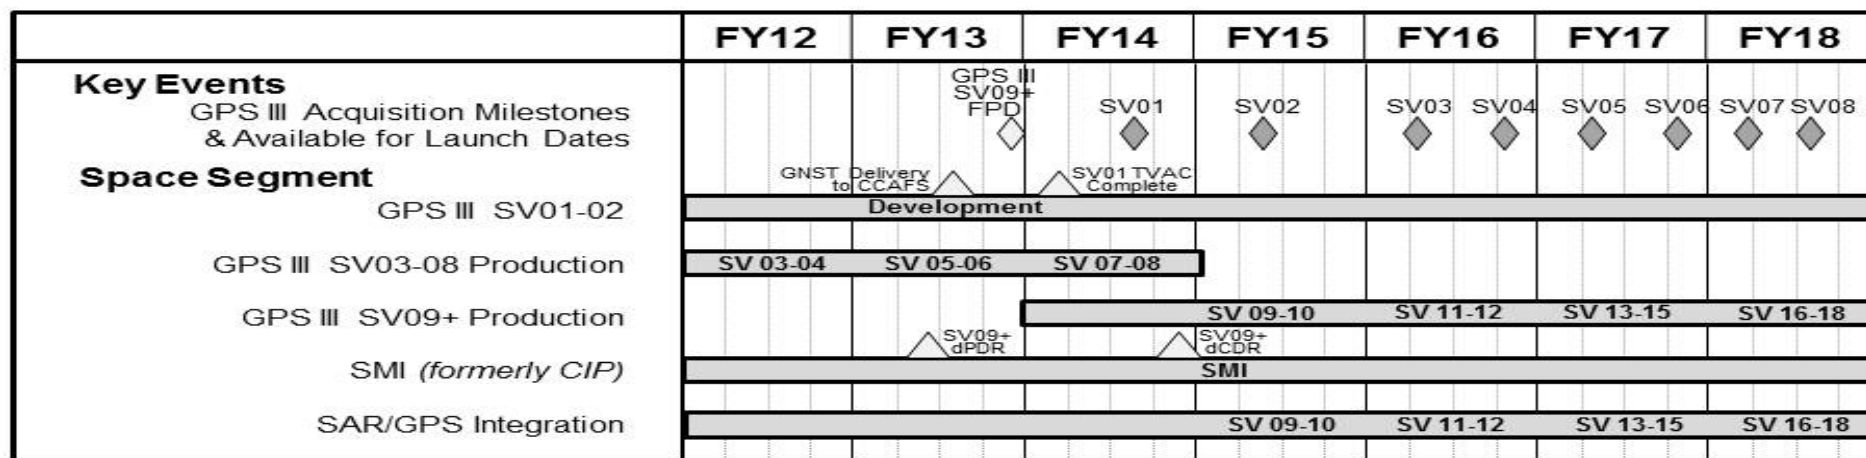 FY12 FY13 FY14 FY15 FY16 FY17 FY18
Key Events
GPS III Acquisition Milestones
& Available for Launch Dates
GPS III
SV09+
FPD
SV01 SV02 SV03 SV04 SV05 SV06 SV07 SV08
Space Segment
GNST Delivery
to CCAFS
SV01 TVAC
Complete
GPS III SV01-02
Development
GPS III SV03-08 Production
SV 03-04 SV 05-06 SV 07-08
GPS III SV09+ Production
SV 09-10 SV 11-12 SV 13-15 SV 16-18
SV09+
dPDR
SV09+
dCDR
SMI (formerly CIP)
SMI
SAR/GPS Integration
SV 09-10 SV 11-12 SV 13-15 SV 16-18